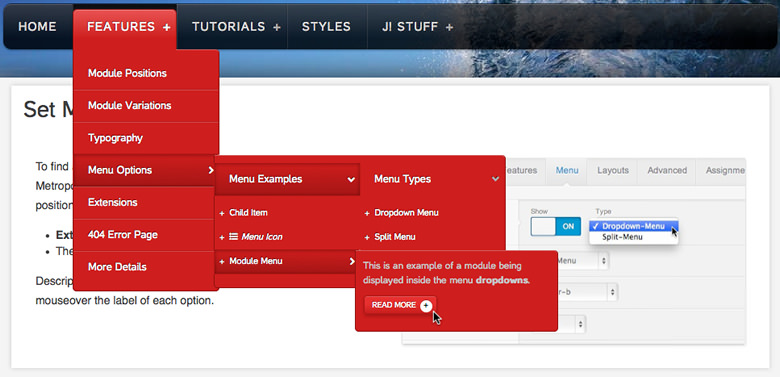 HOME FEATURES + TUTORIALS + STYLES J! STUFF +
Module Positions
Module Variations
Typography
Menu Options
Extensions
404 Error Page
More Details
Set
To find
Metropo
position
Menu Examples
+ Child Item
+ Menu Icon
+ Module Menu
Menu Types
+ Dropdown Menu
+ Split Menu
This is an example of a module being
displayed inside the menu dropdowns.
READ MORE +
• Ext
• The
Descrip
mouseover the label of each option.
eatures Menu Layouts Advanced Assignme
Show Type
ON
✓ Dropdown-Menu
Split-Menu
Menu
r-b